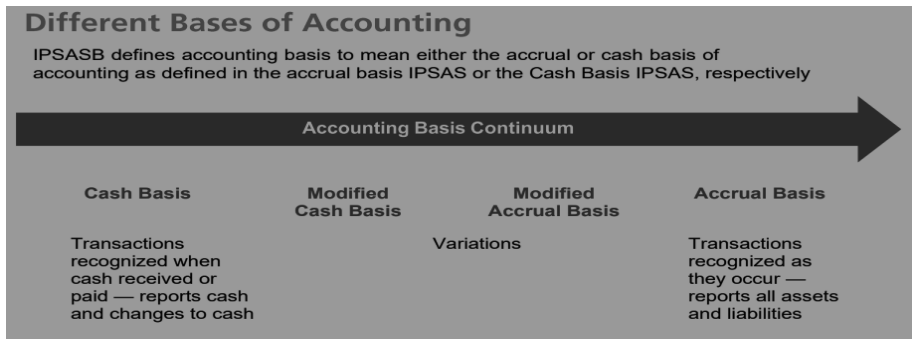 Different Bases of Accounting
IPSASB defines accounting basis to mean either the accrual or cash basis of
accounting as defined in the accrual basis IPSAS or the Cash Basis IPSAS, respectively
Accounting Basis Continuum
Cash Basis
Transactions
recognized when
cash received or
paid — reports cash
and changes to cash
Modified
Cash Basis
Modified
Accrual Basis
Variations
Accrual Basis
Transactions
recognized as
they occur —
reports all assets
and liabilities